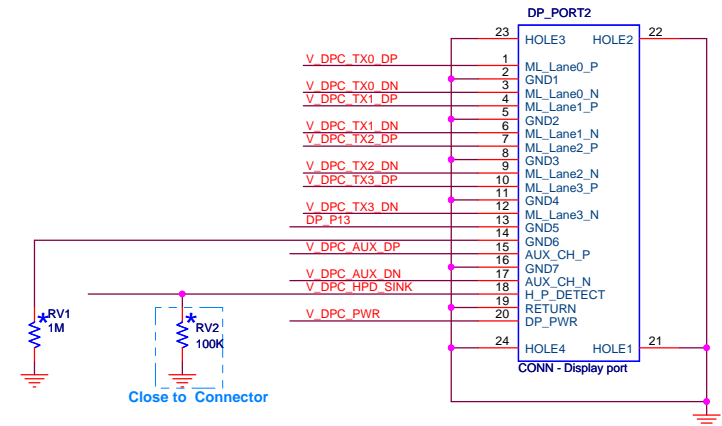 DP_PORT2
23 HOLE3 HOLE2 22
V_DPC_TX0_DP 1 ML_Lane0_P
2 GND1
V_DPC_TX0_DN 3 ML_Lane0_N
V_DPC_TX1_DP 4 ML_Lane1_P
5 GND2
V_DPC_TX1_DN 6 ML_Lane1_N
V_DPC_TX2_DP 7 ML_Lane2_P
8 GND3
V_DPC_TX2_DN 9 ML_Lane2_N
V_DPC_TX3_DP 10 ML_Lane3_P
11 GND4
V_DPC_TX3_DN 12 ML_Lane3_N
DP_P13 13 GND5
14 GND6
V_DPC_AUX_DP 15 AUX_CH_P
16 GND7
V_DPC_AUX_DN 17 AUX_CH_N
V_DPC_HPD_SINK 18 H_P_DETECT
19 RETURN
V_DPC_PWR 20 DP_PWR
24 HOLE4 HOLE1 21
CONN - Display port
*RV1
1M
*RV2
100K
Close to Connector